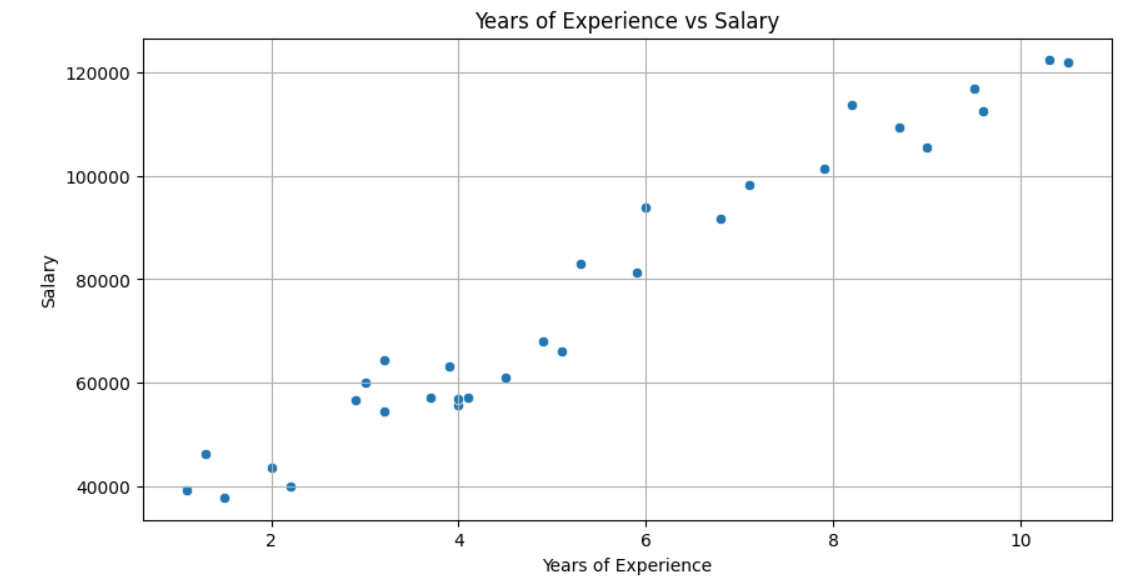 Years of Experience vs Salary
120000
100000
80000
60000
40000
Salary
2 4 6 8 10
Years of Experience